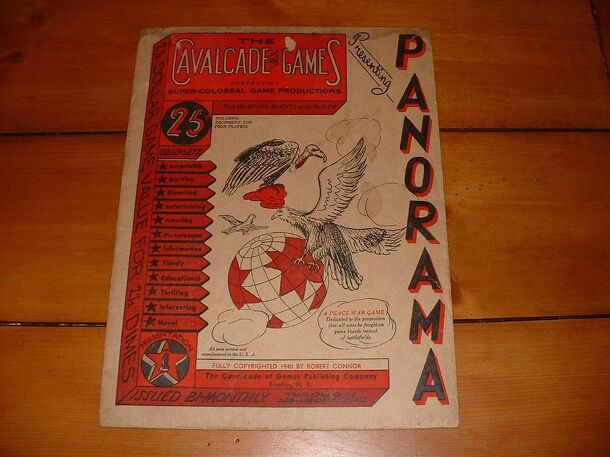 THE
CAVALCADE OF GAMES
PORTRAYING
SUPER-COLOSSAL GAME PRODUCTIONS
From the ... Events of the Month
Presenting
PANORAMA
25¢
COMPLETE
INCLUDING
EQUIPMENT FOR
FOUR PLAYERS
DOLLAR GAME VALUE FOR 2½ DIMES
Surprising
Exciting
Diverting
Entertaining
Amazing
Picturesque
Informative
Timely
Educational
Thrilling
Interesting
Novel
A PEACE-WAR GAME
Dedicated to the proposition
that all wars be fought on
game boards instead
of battlefields.
All parts printed and
manufactured in the U. S. A.
PRESENTATION
1
FULLY COPYRIGHTED 1940 BY ROBERT CONNOR
The Cavalcade of Games Publishing Company
Brooklyn, N. Y.
ISSUED BI-MONTHLY